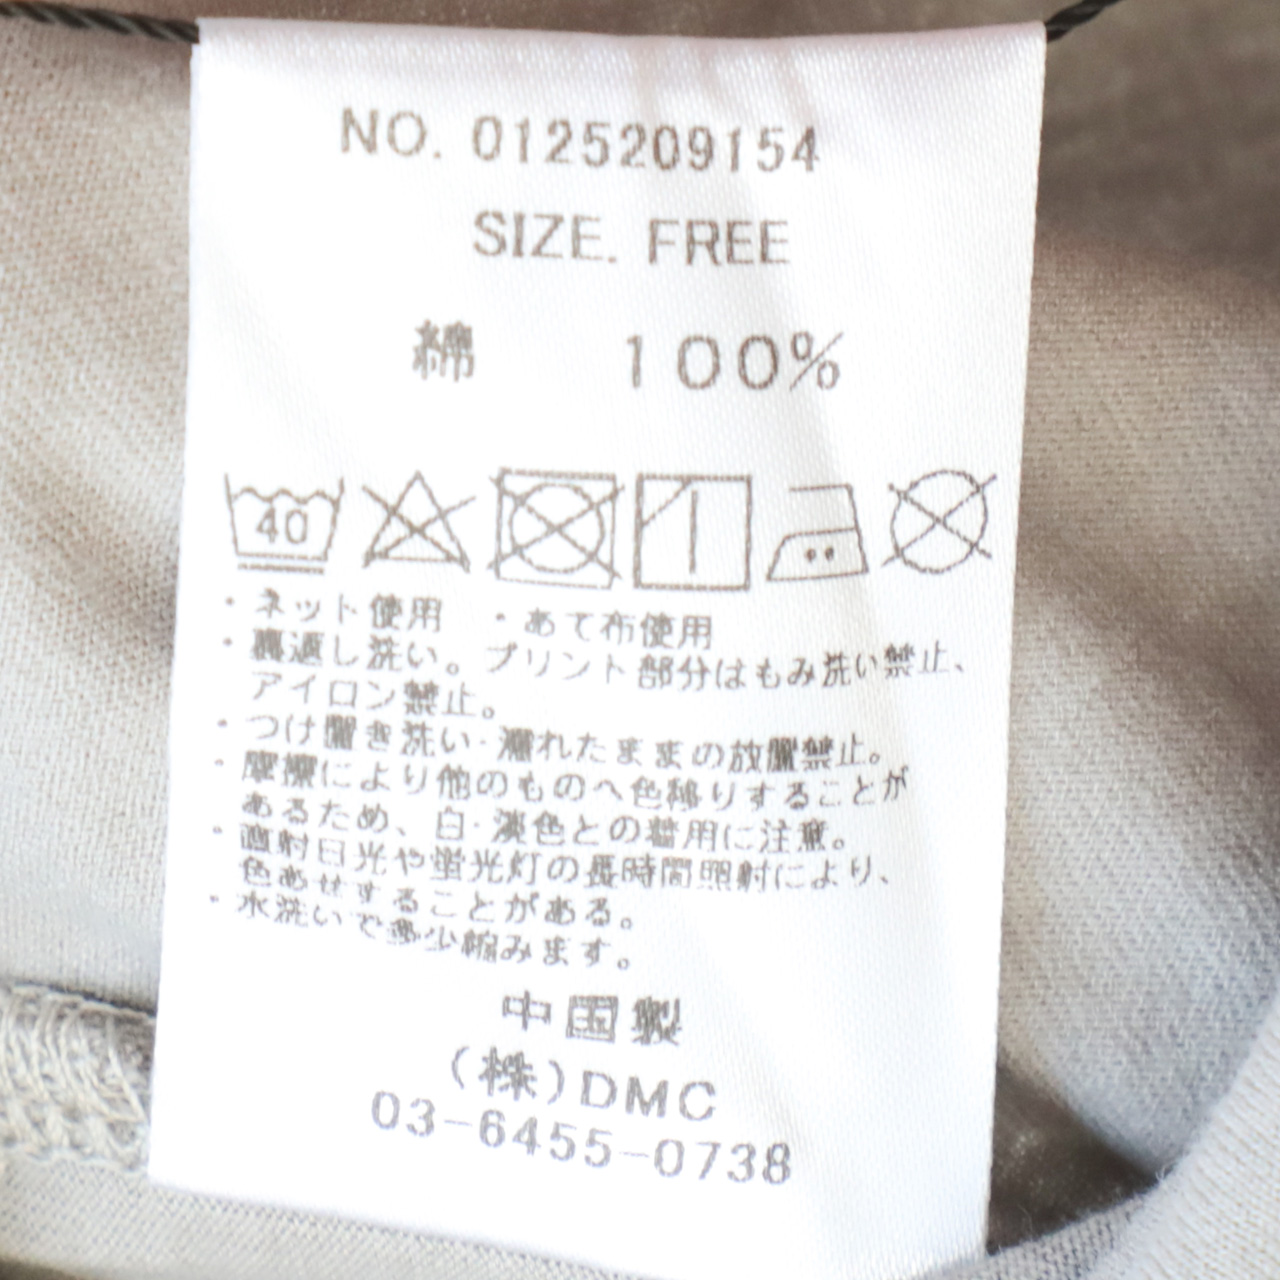 NO. 0125209154
SIZE. FREE
綿 100%
40
・ネット使用 ・あて布使用
・裏返し洗い。プリント部分はもみ洗い禁止、
アイロン禁止。
・つけ置き洗い・濡れたままの放置禁止。
・摩擦により他のものへ色移りすることが
あるため、白・淡色との着用に注意。
・直射日光や蛍光灯の長時間照射により、
色あせすることがある。
・水洗いで多少縮みます。
中国製
(株)DMC
03-6455-0738